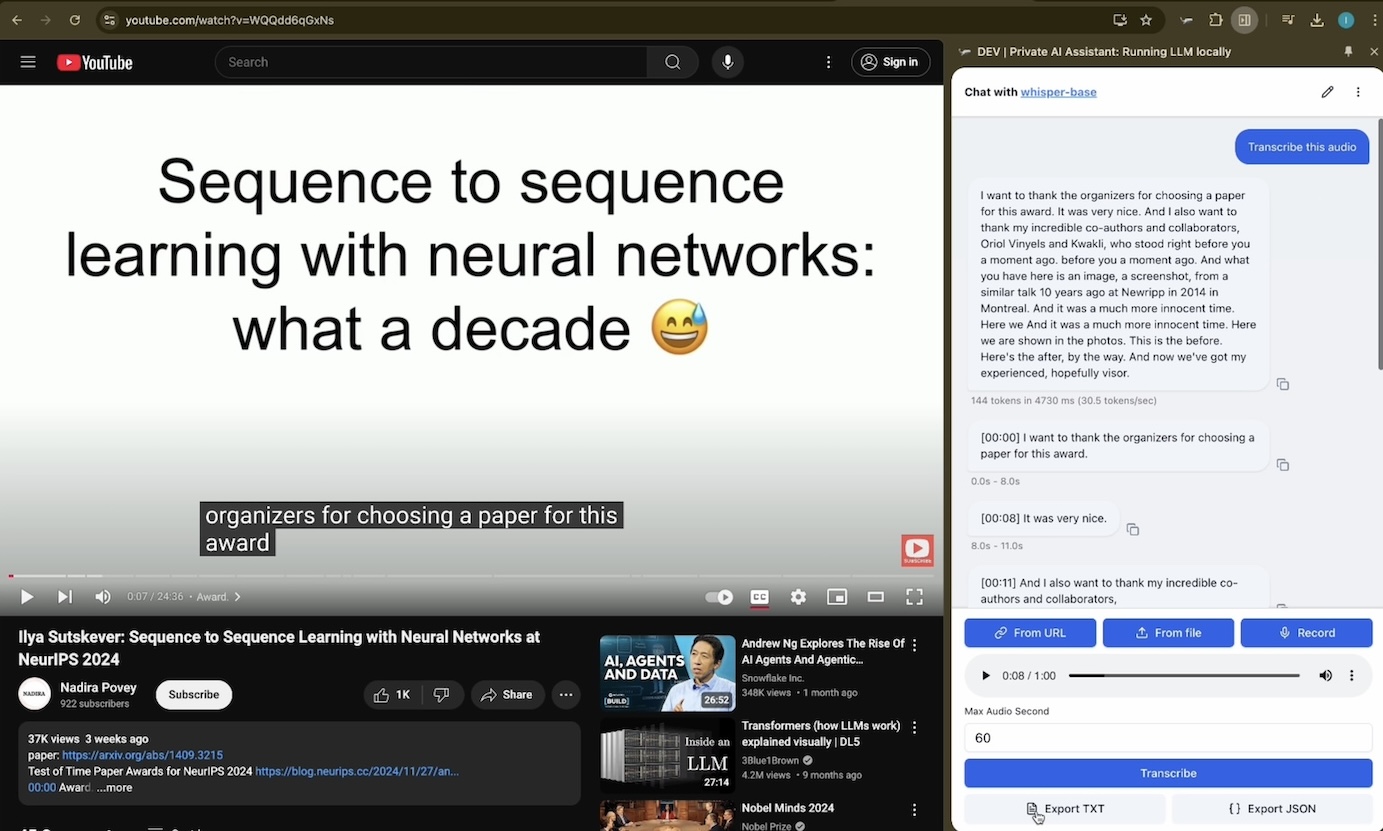 youtube.com/watch?v=WQQdd6qGxNs
YouTube
Search
Sign in
Sequence to sequence
learning with neural networks:
what a decade 😅
organizers for choosing a paper for this
award
0:07 / 24:36 • Award >
CC
Ilya Sutskever: Sequence to Sequence Learning with Neural Networks at
NeurIPS 2024
NADIRA
Nadira Povey
922 subscribers
Subscribe
1K
Share
37K views 3 weeks ago
paper: https://arxiv.org/abs/1409.3215
Test of Time Paper Awards for NeurIPS 2024 https://blog.neurips.cc/2024/11/27/an...
00:00 Award. ...more
AI, AGENTS
AND DATA
[BUILD]
26:52
Andrew Ng Explores The Rise Of
AI Agents And Agentic...
Snowflake Inc.
348K views • 1 month ago
Inside an
LLM
27:14
Transformers (how LLMs work)
explained visually | DL5
3Blue1Brown
4.2M views • 9 months ago
Nobel Minds 2024
Nobel Prize
DEV | Private AI Assistant: Running LLM locally
Chat with whisper-base
Transcribe this audio
I want to thank the organizers for choosing a paper
for this award. It was very nice. And I also want to
thank my incredible co-authors and collaborators,
Oriol Vinyels and Kwakli, who stood right before you
a moment ago. before you a moment ago. And what
you have here is an image, a screenshot, from a
similar talk 10 years ago at Newripp in 2014 in
Montreal. And it was a much more innocent time.
Here we And it was a much more innocent time. Here
we are shown in the photos. This is the before.
Here's the after, by the way. And now we've got my
experienced, hopefully visor.
144 tokens in 4730 ms (30.5 tokens/sec)
[00:00] I want to thank the organizers for choosing a
paper for this award.
0.0s - 8.0s
[00:08] It was very nice.
8.0s - 11.0s
[00:11] And I also want to thank my incredible co-
authors and collaborators,
From URL
From file
Record
0:08 / 1:00
Max Audio Second
60
Transcribe
Export TXT
{ } Export JSON